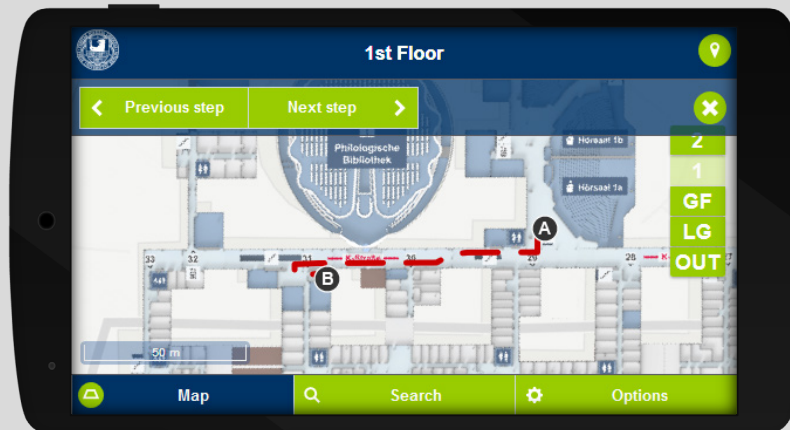 1st Floor
Previous step
Next step
2
1
GF
LG
OUT
Philologische
Bibliothek
Hörsaal 1b
Hörsaal 1a
A
B
33
32
31
K-Straße
30
29
28
50 m
Map
Search
Options